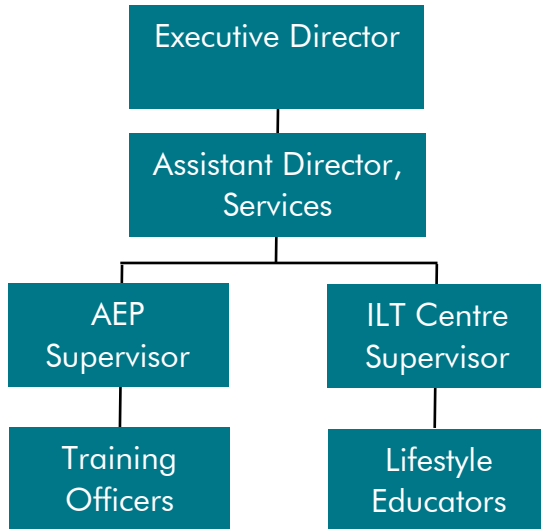 Executive Director
Assistant Director,
Services
AEP
Supervisor
ILT Centre
Supervisor
Training
Officers
Lifestyle
Educators